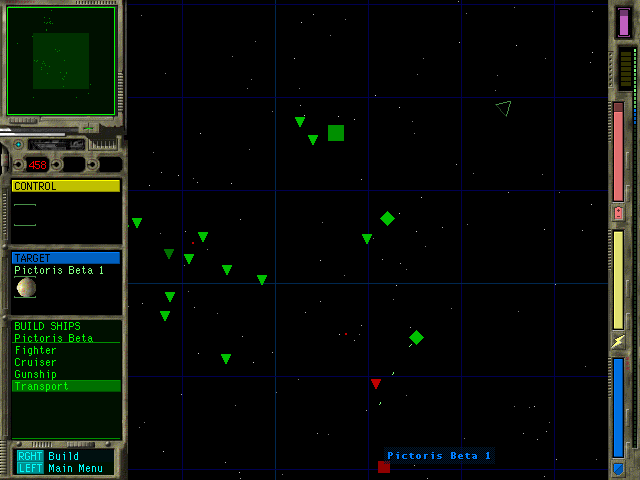 458
CONTROL
TARGET
Pictoris Beta 1
BUILD SHIPS
Pictoris Beta
Fighter
Cruiser
Gunship
Transport
RGHT Build
LEFT Main Menu
Pictoris Beta 1